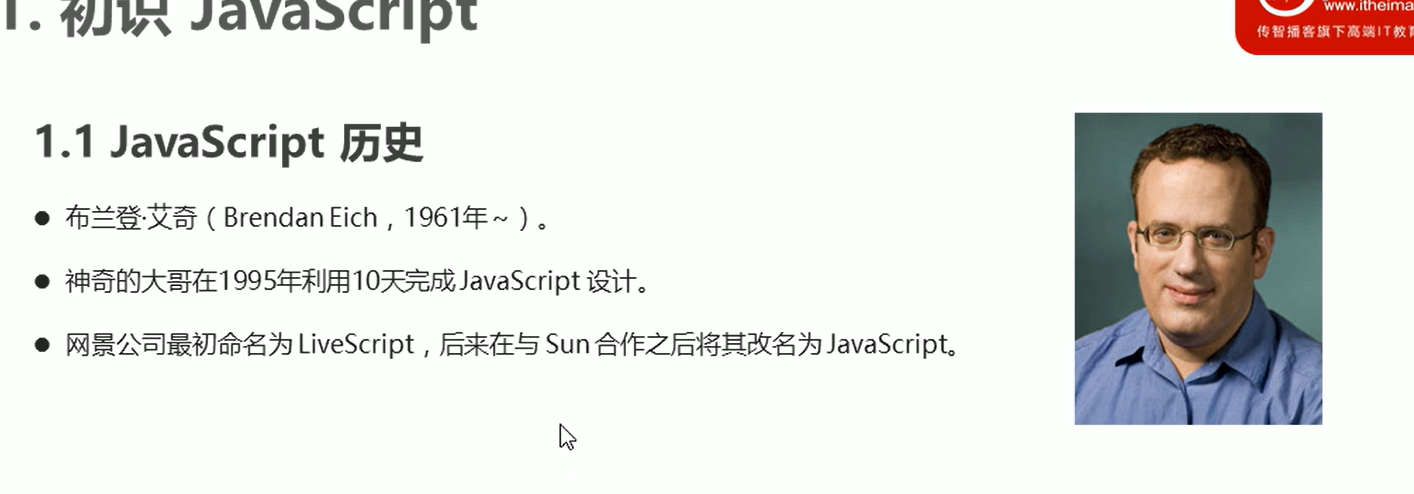 1. 初识 JavaScript
www.itheima
传智播客旗下高端IT教育
1.1 JavaScript 历史
布兰登·艾奇（Brendan Eich，1961年~）。
神奇的大哥在1995年利用10天完成 JavaScript 设计。
网景公司最初命名为 LiveScript，后来在与 Sun 合作之后将其改名为 JavaScript。